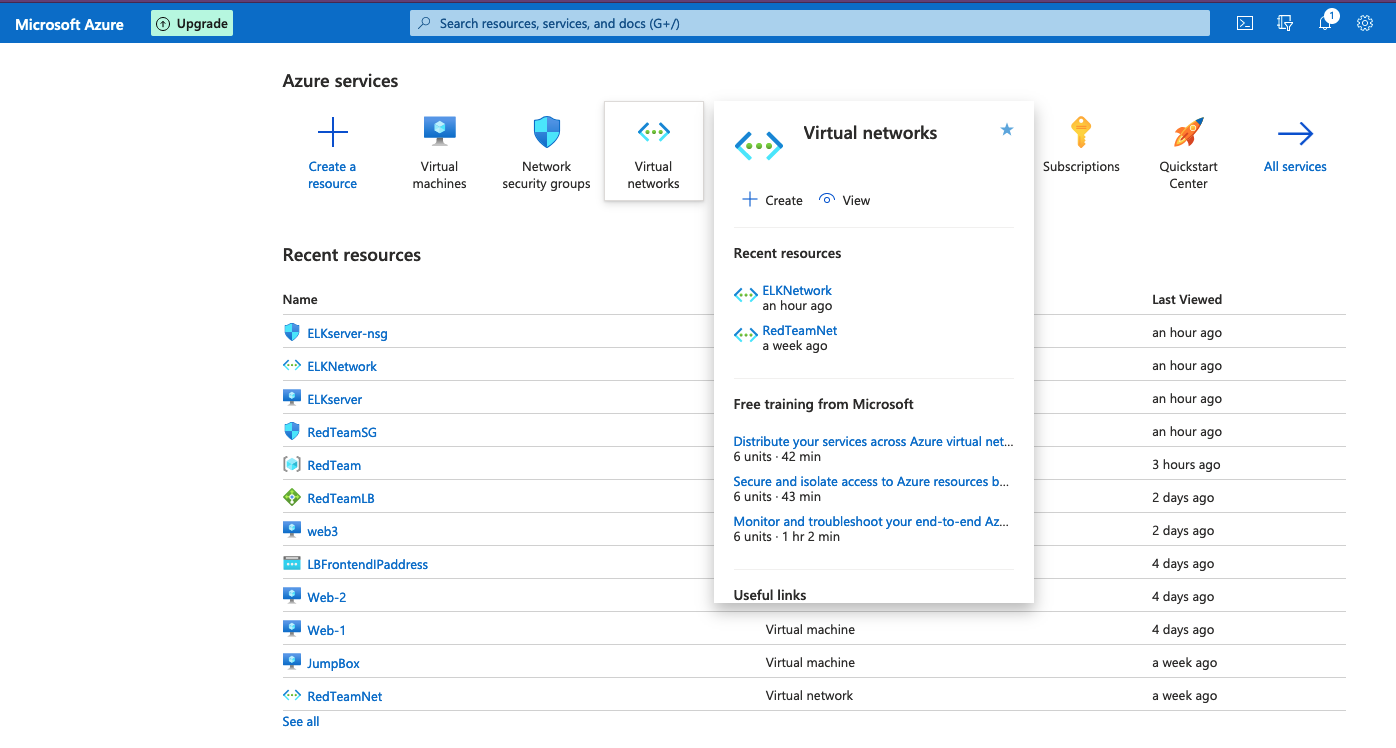 Microsoft Azure
Upgrade
Search resources, services, and docs (G+/)
1
Azure services
Create a
resource
Virtual
machines
Network
security groups
Virtual
networks
Virtual networks
Create
View
Recent resources
ELKNetwork
an hour ago
RedTeamNet
a week ago
Free training from Microsoft
Distribute your services across Azure virtual net...
6 units · 42 min
Secure and isolate access to Azure resources b...
6 units · 43 min
Monitor and troubleshoot your end-to-end Az...
6 units · 1 hr 2 min
Useful links
Subscriptions
Quickstart
Center
All services
Recent resources
Name
Last Viewed
ELKserver-nsg
an hour ago
ELKNetwork
an hour ago
ELKserver
an hour ago
RedTeamSG
an hour ago
RedTeam
3 hours ago
RedTeamLB
2 days ago
web3
2 days ago
LBFrontendIPaddress
4 days ago
Web-2
4 days ago
Web-1
Virtual machine
4 days ago
JumpBox
Virtual machine
a week ago
RedTeamNet
Virtual network
a week ago
See all